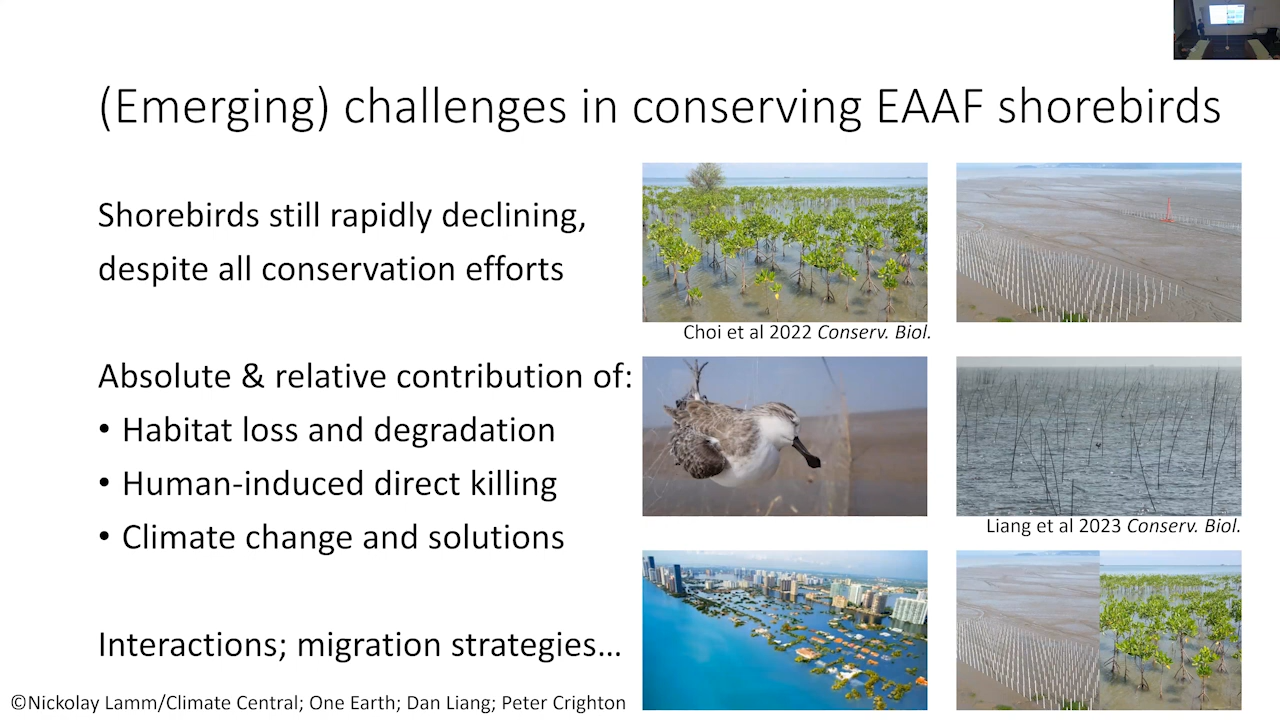 (Emerging) challenges in conserving EAAF shorebirds
Shorebirds still rapidly declining,
despite all conservation efforts
Absolute & relative contribution of:
• Habitat loss and degradation
• Human-induced direct killing
• Climate change and solutions
Interactions; migration strategies…
Choi et al 2022 Conserv. Biol.
Liang et al 2023 Conserv. Biol.
©Nickolay Lamm/Climate Central; One Earth; Dan Liang; Peter Crighton